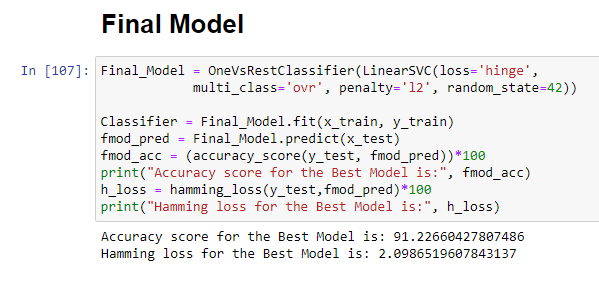 Final Model
In [107]: Final_Model = OneVsRestClassifier(LinearSVC(loss='hinge',
multi_class='ovr', penalty='l2', random_state=42))
Classifier = Final_Model.fit(x_train, y_train)
fmod_pred = Final_Model.predict(x_test)
fmod_acc = (accuracy_score(y_test, fmod_pred))*100
print("Accuracy score for the Best Model is:", fmod_acc)
h_loss = hamming_loss(y_test,fmod_pred)*100
print("Hamming loss for the Best Model is:", h_loss)
Accuracy score for the Best Model is: 91.22660427807486
Hamming loss for the Best Model is: 2.0986519607843137